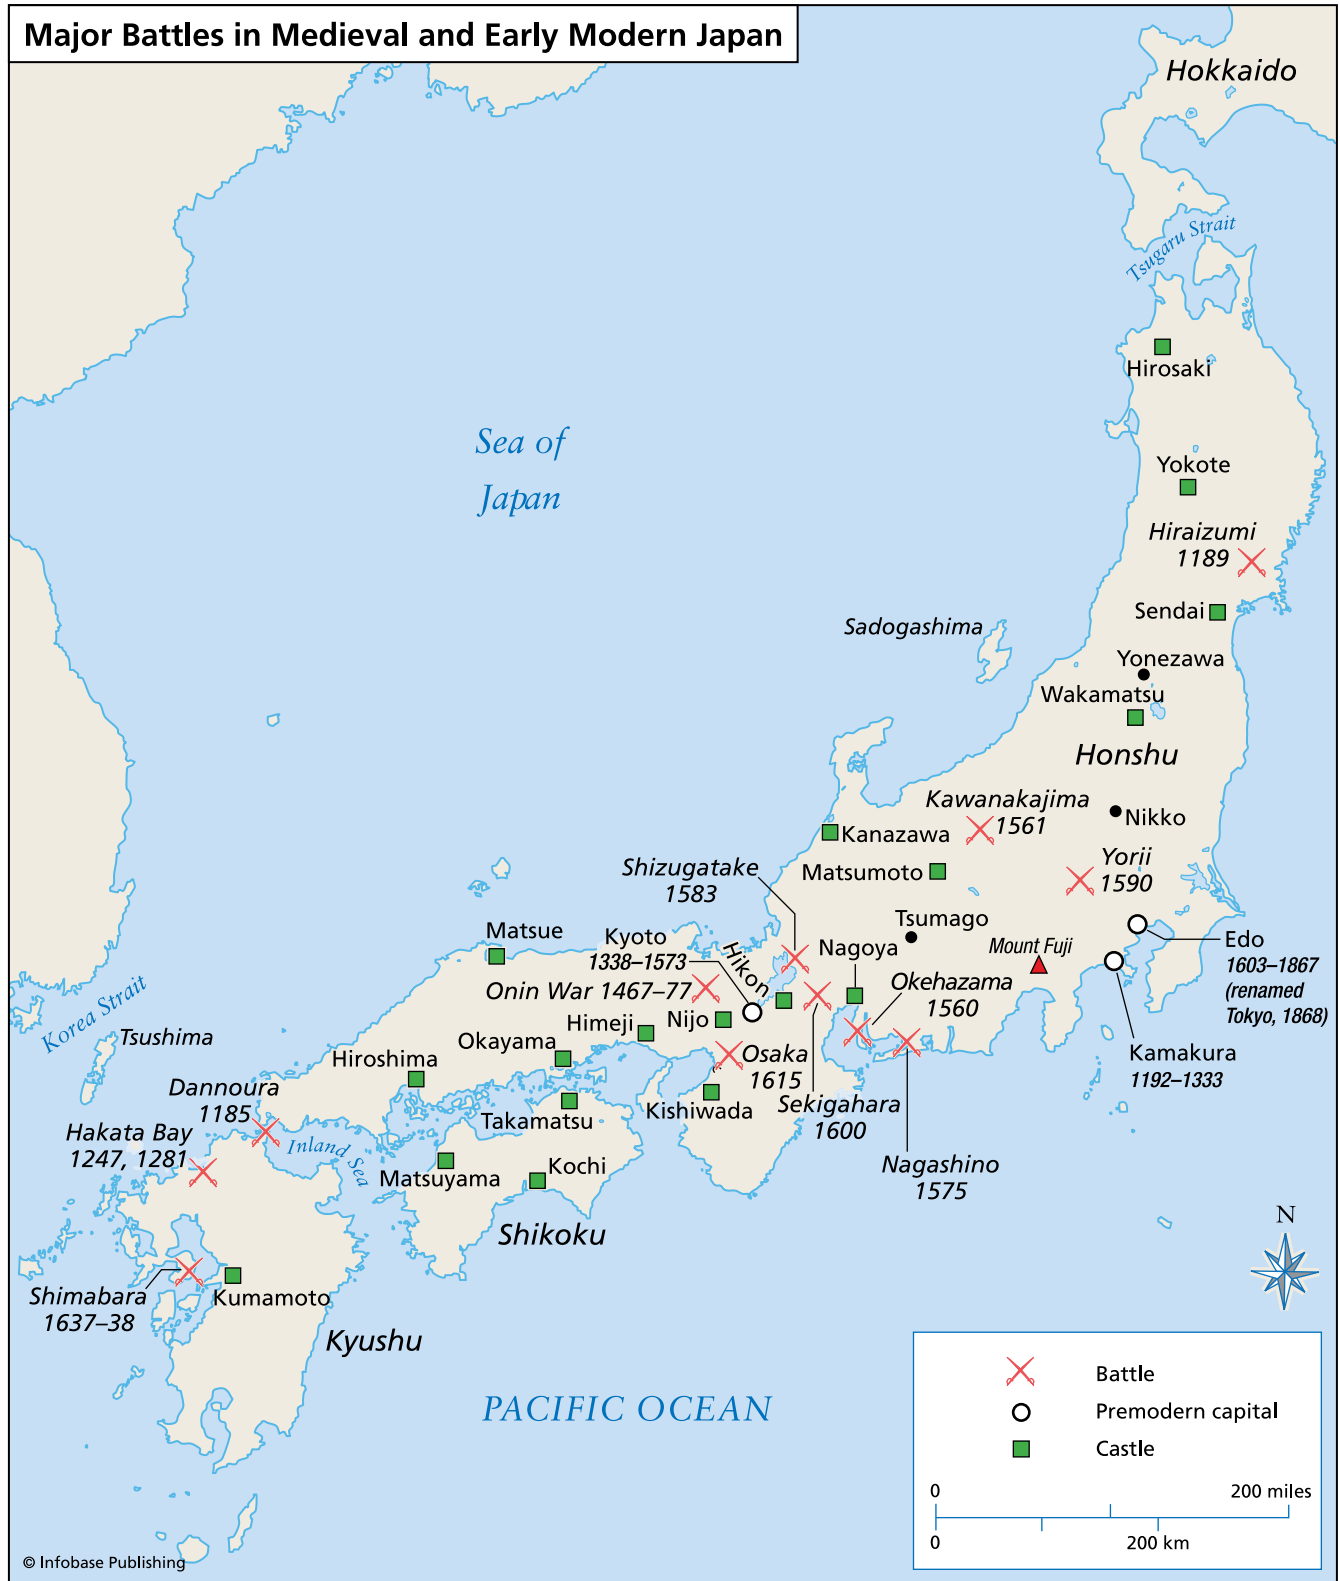 Major Battles in Medieval and Early Modern Japan
Hokkaido
Tsugaru Strait
Hirosaki
Sea of
Japan
Yokote
Hiraizumi
1189
Sendai
Sadogashima
Yonezawa
Wakamatsu
Honshu
Kawanakajima
1561
Nikko
Kanazawa
Yorii
1590
Shizugatake
1583
Matsumoto
Tsumago
Matsue
Kyoto
1338–1573
Hikon
Nagoya
Mount Fuji
Edo
1603–1867
(renamed
Tokyo, 1868)
Onin War 1467–77
Okehazama
1560
Korea Strait
Tsushima
Himeji
Nijo
Okayama
Osaka
1615
Kamakura
1192–1333
Hiroshima
Dannoura
1185
Takamatsu
Kishiwada
Sekigahara
1600
Hakata Bay
1247, 1281
Inland Sea
Matsuyama
Kochi
Nagashino
1575
Shikoku
N
Shimabara
1637–38
Kumamoto
Kyushu
PACIFIC OCEAN
Battle
Premodern capital
Castle
0 200 miles
0 200 km
© Infobase Publishing